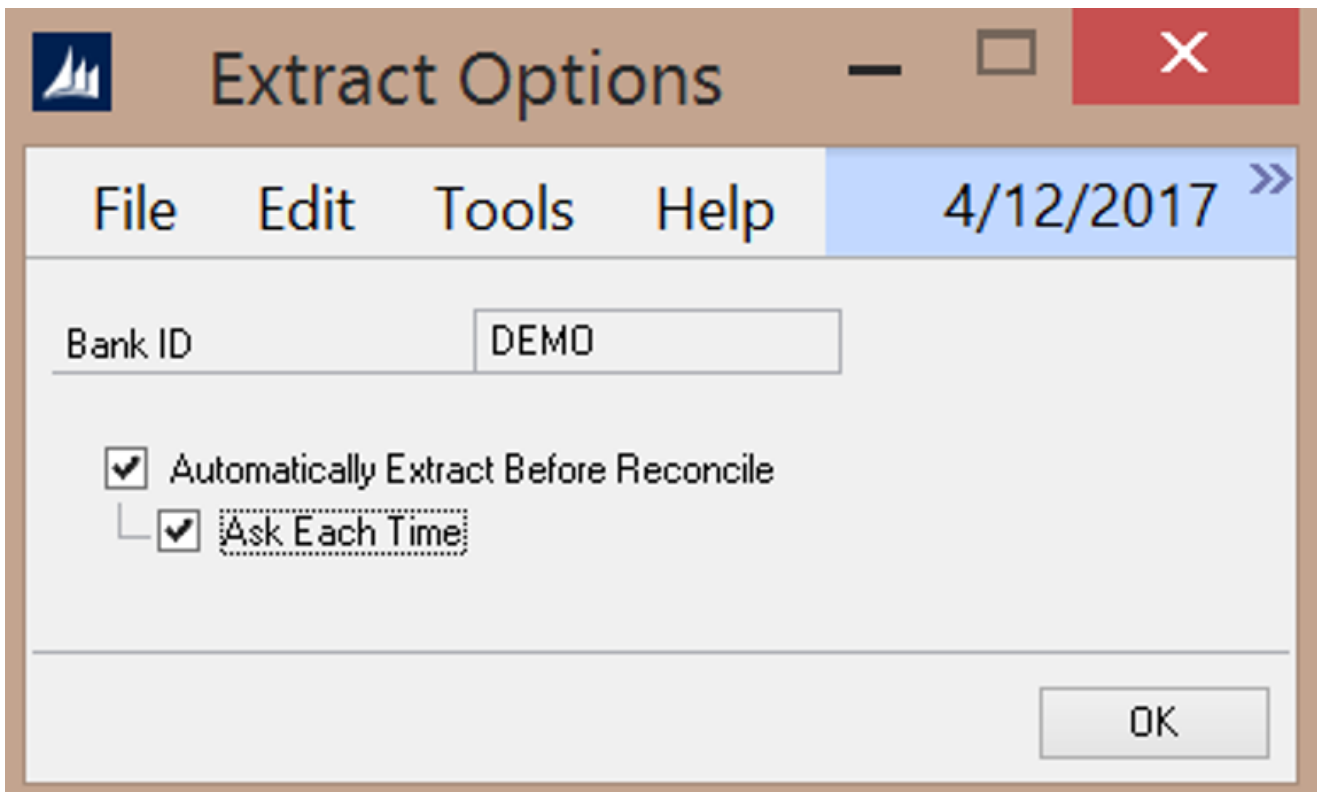 Extract Options
File Edit Tools Help 4/12/2017 »
Bank ID DEMO
Automatically Extract Before Reconcile
Ask Each Time
OK